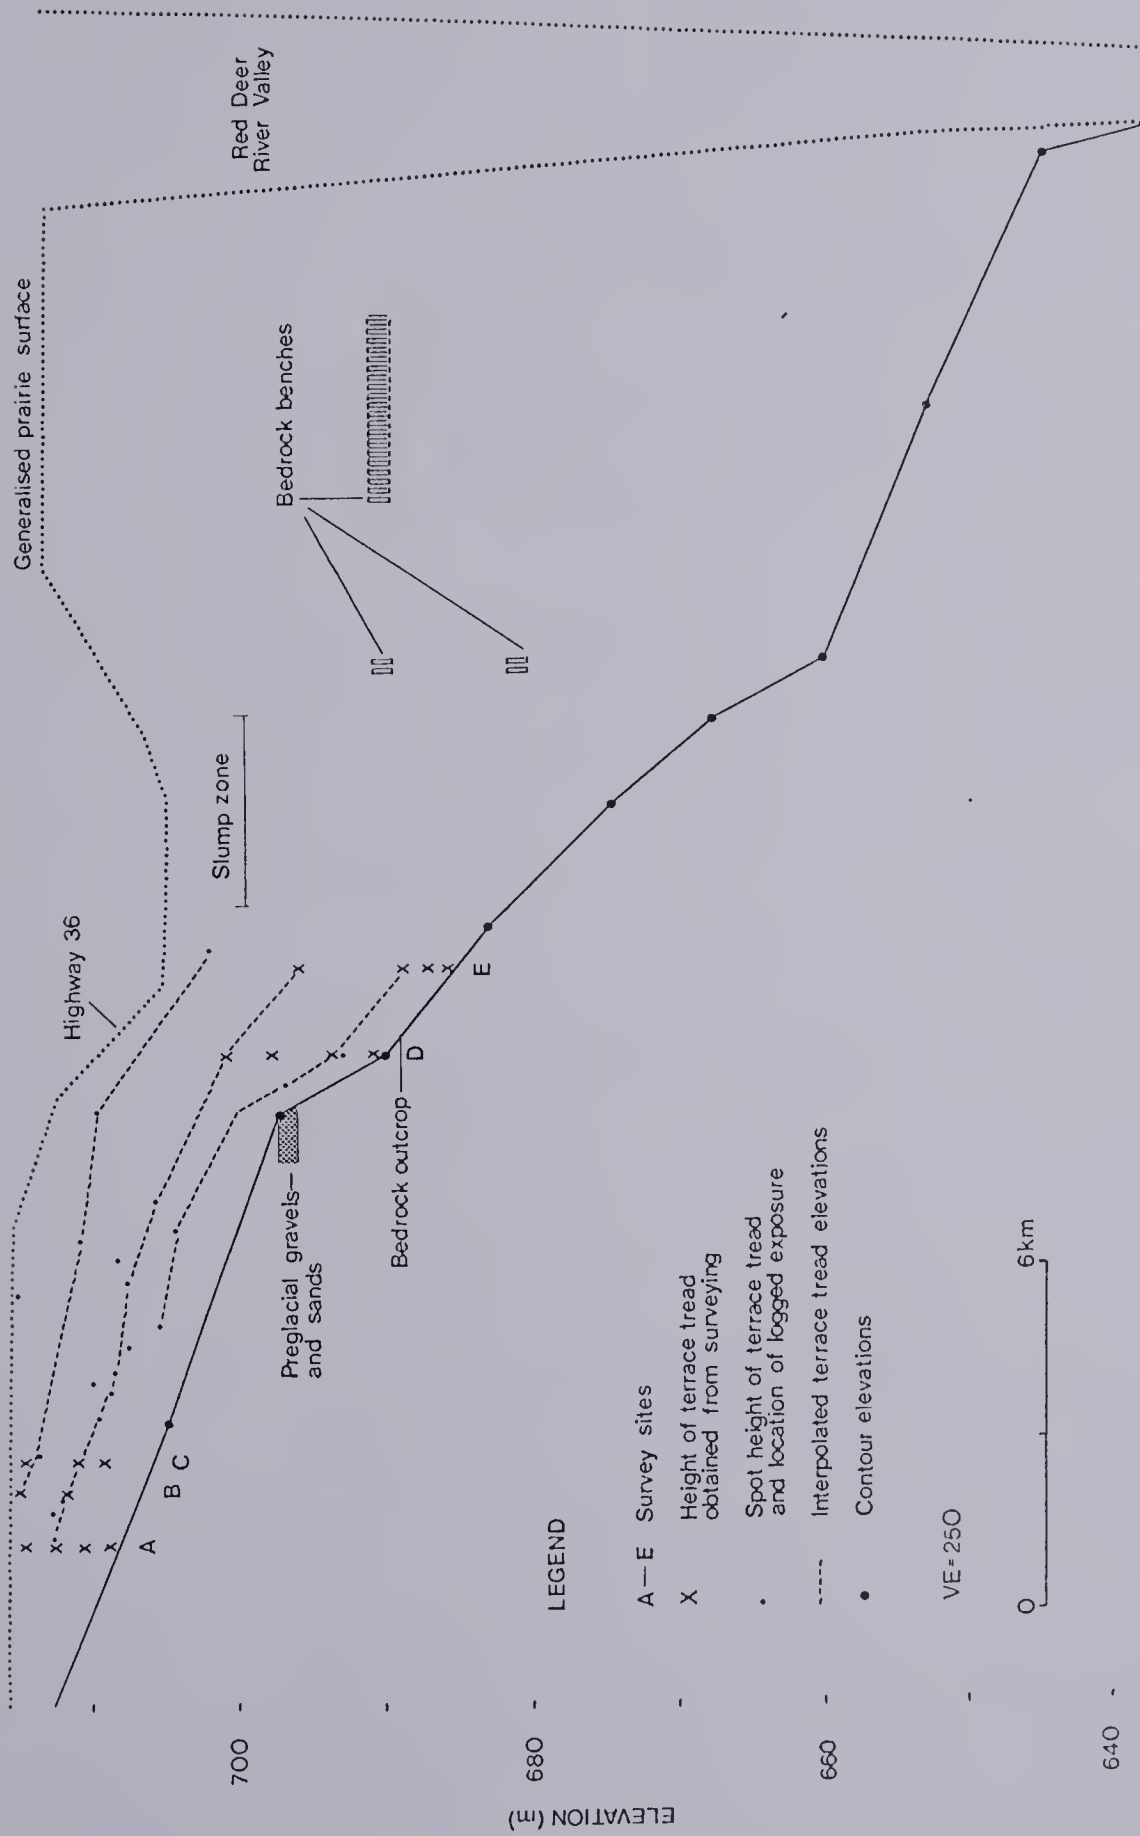 Generalised prairie surface
Red Deer
River Valley
Highway 36
Bedrock benches
Slump zone
E
D
Bedrock outcrop
Preglacial gravels
and sands
B C
A
LEGEND
A—E Survey sites
X Height of terrace tread
obtained from surveying
Spot height of terrace tread
and location of logged exposure
Interpolated terrace tread elevations
Contour elevations
VE=250
0 6km
ELEVATION (m)
700
680
660
640